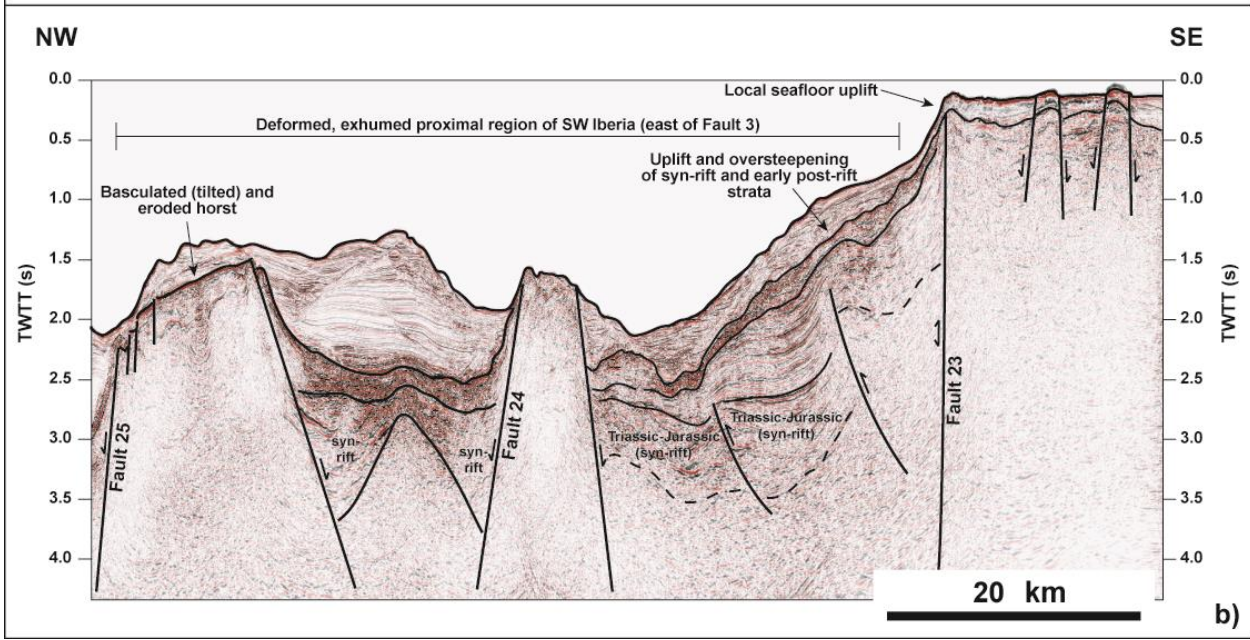 NW
SE
0.0
0.5
1.0
1.5
2.0
2.5
3.0
3.5
4.0
TWTT (s)
0.0
0.5
1.0
1.5
2.0
2.5
3.0
3.5
4.0
TWTT (s)
Local seafloor uplift
Deformed, exhumed proximal region of SW Iberia (east of Fault 3)
Uplift and oversteepening
of syn-rift and early post-rift
strata
Basculated (tilted) and
eroded horst
Fault 25
syn-
rift
syn-
rift
Fault 24
Triassic-Jurassic
(syn-rift)
Triassic-Jurassic
(syn-rift)
Fault 23
20 km
b)